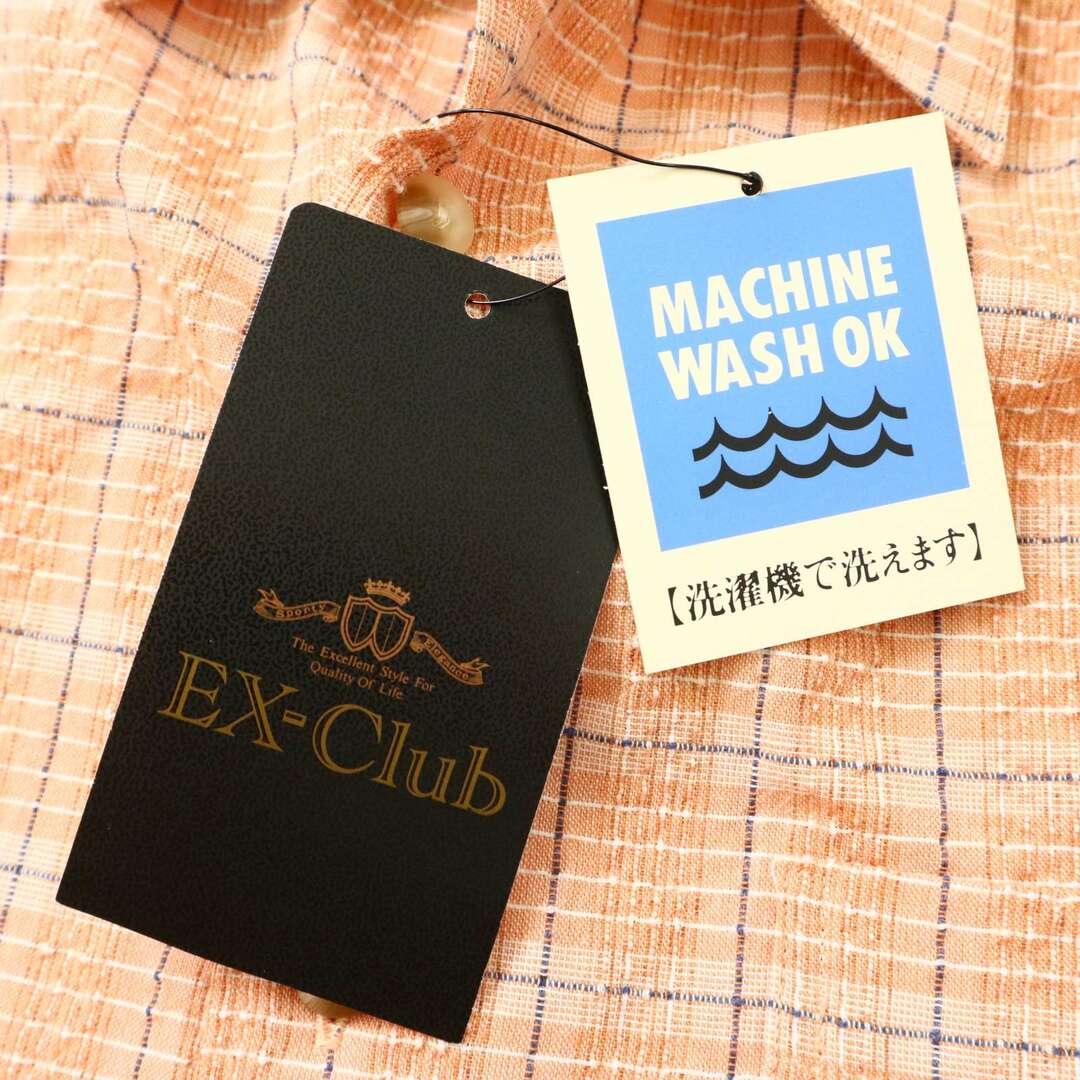 MACHINE
WASH OK
【洗濯機で洗えます】
Sporty
Elegance
The Excellent Style For
Quality Of Life
EX-Club